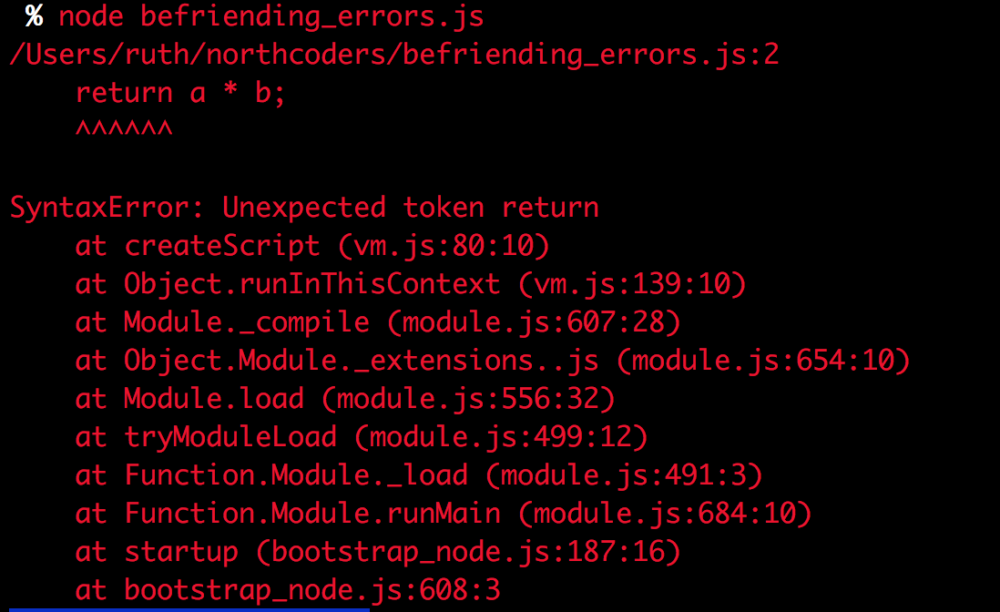 % node befriending_errors.js
/Users/ruth/northcoders/befriending_errors.js:2
    return a * b;
    ^^^^^^

SyntaxError: Unexpected token return
    at createScript (vm.js:80:10)
    at Object.runInThisContext (vm.js:139:10)
    at Module._compile (module.js:607:28)
    at Object.Module._extensions..js (module.js:654:10)
    at Module.load (module.js:556:32)
    at tryModuleLoad (module.js:499:12)
    at Function.Module._load (module.js:491:3)
    at Function.Module.runMain (module.js:684:10)
    at startup (bootstrap_node.js:187:16)
    at bootstrap_node.js:608:3